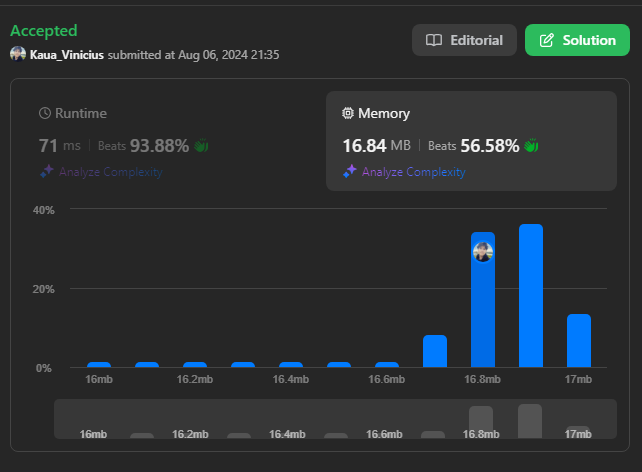 Accepted
Editorial
Solution
Kaua_Vinicius submitted at Aug 06, 2024 21:35
Runtime
71 ms Beats 93.88%
Analyze Complexity
Memory
16.84 MB Beats 56.58%
Analyze Complexity
40%
20%
0%
16mb 16.2mb 16.4mb 16.6mb 16.8mb 17mb
16mb 16.2mb 16.4mb 16.6mb 16.8mb 17mb